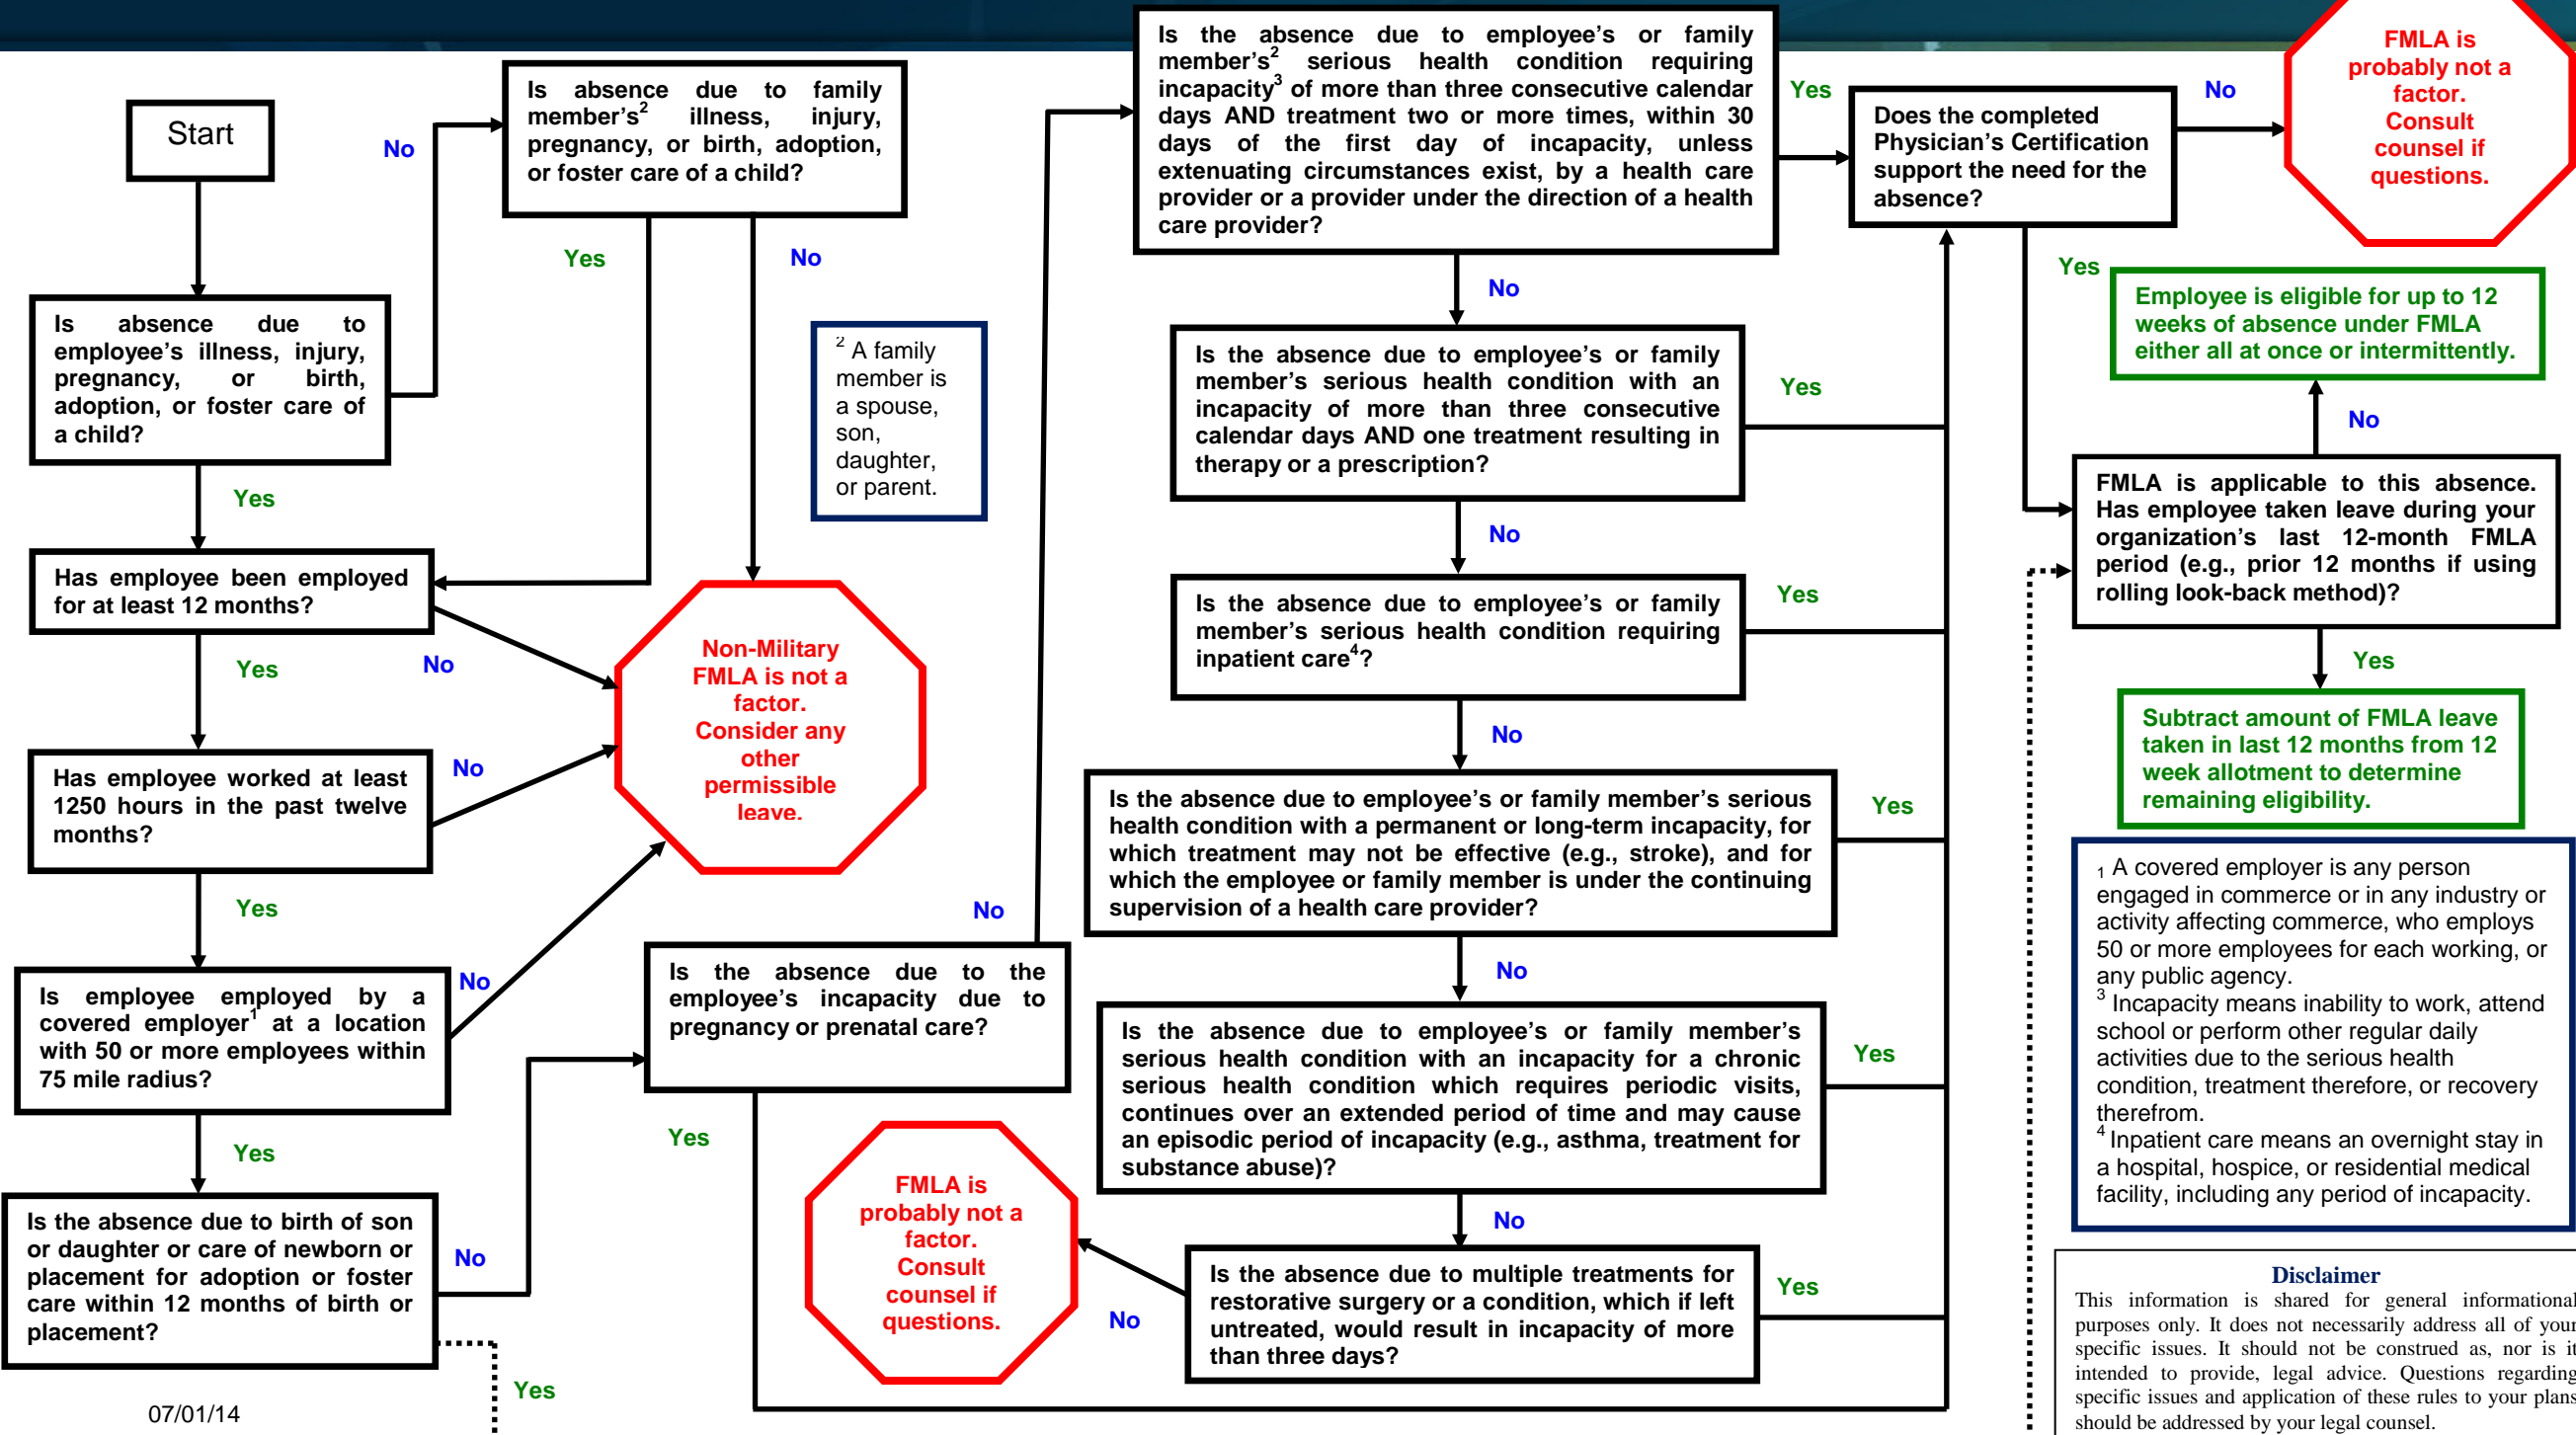 Start
Is absence due to
employee's illness, injury,
pregnancy, or birth,
adoption, or foster care of
a child?
No
Yes
Is absence due to family
member's² illness, injury,
pregnancy, or birth, adoption,
or foster care of a child?
Yes
No
² A family
member is
a spouse,
son,
daughter,
or parent.
Has employee been employed
for at least 12 months?
Yes
No
Has employee worked at least
1250 hours in the past twelve
months?
No
Yes
Non-Military
FMLA is not a
factor.
Consider any
other
permissible
leave.
Is employee employed by a
covered employer¹ at a location
with 50 or more employees within
75 mile radius?
No
Yes
Is the absence due to birth of son
or daughter or care of newborn or
placement for adoption or foster
care within 12 months of birth or
placement?
No
Yes
07/01/14
Is the absence due to the
employee's incapacity due to
pregnancy or prenatal care?
No
Yes
Is the absence due to employee's or family
member's² serious health condition requiring
incapacity³ of more than three consecutive calendar
days AND treatment two or more times, within 30
days of the first day of incapacity, unless
extenuating circumstances exist, by a health care
provider or a provider under the direction of a health
care provider?
Yes
No
Is the absence due to employee's or family
member's serious health condition with an
incapacity of more than three consecutive
calendar days AND one treatment resulting in
therapy or a prescription?
Yes
No
Is the absence due to employee's or family
member's serious health condition requiring
inpatient care⁴?
Yes
No
Is the absence due to employee's or family member's serious
health condition with a permanent or long-term incapacity, for
which treatment may not be effective (e.g., stroke), and for
which the employee or family member is under the continuing
supervision of a health care provider?
Yes
No
Is the absence due to employee's or family member's
serious health condition with an incapacity for a chronic
serious health condition which requires periodic visits,
continues over an extended period of time and may cause
an episodic period of incapacity (e.g., asthma, treatment for
substance abuse)?
Yes
No
Is the absence due to multiple treatments for
restorative surgery or a condition, which if left
untreated, would result in incapacity of more
than three days?
Yes
No
FMLA is
probably not a
factor.
Consult
counsel if
questions.
Does the completed
Physician's Certification
support the need for the
absence?
No
Yes
FMLA is
probably not a
factor.
Consult
counsel if
questions.
Employee is eligible for up to 12
weeks of absence under FMLA
either all at once or intermittently.
No
FMLA is applicable to this absence.
Has employee taken leave during your
organization's last 12-month FMLA
period (e.g., prior 12 months if using
rolling look-back method)?
Yes
Subtract amount of FMLA leave
taken in last 12 months from 12
week allotment to determine
remaining eligibility.
₁ A covered employer is any person
engaged in commerce or in any industry or
activity affecting commerce, who employs
50 or more employees for each working, or
any public agency.
³ Incapacity means inability to work, attend
school or perform other regular daily
activities due to the serious health
condition, treatment therefore, or recovery
therefrom.
⁴ Inpatient care means an overnight stay in
a hospital, hospice, or residential medical
facility, including any period of incapacity.
Disclaimer
This information is shared for general informational
purposes only. It does not necessarily address all of your
specific issues. It should not be construed as, nor is it
intended to provide, legal advice. Questions regarding
specific issues and application of these rules to your plans
should be addressed by your legal counsel.